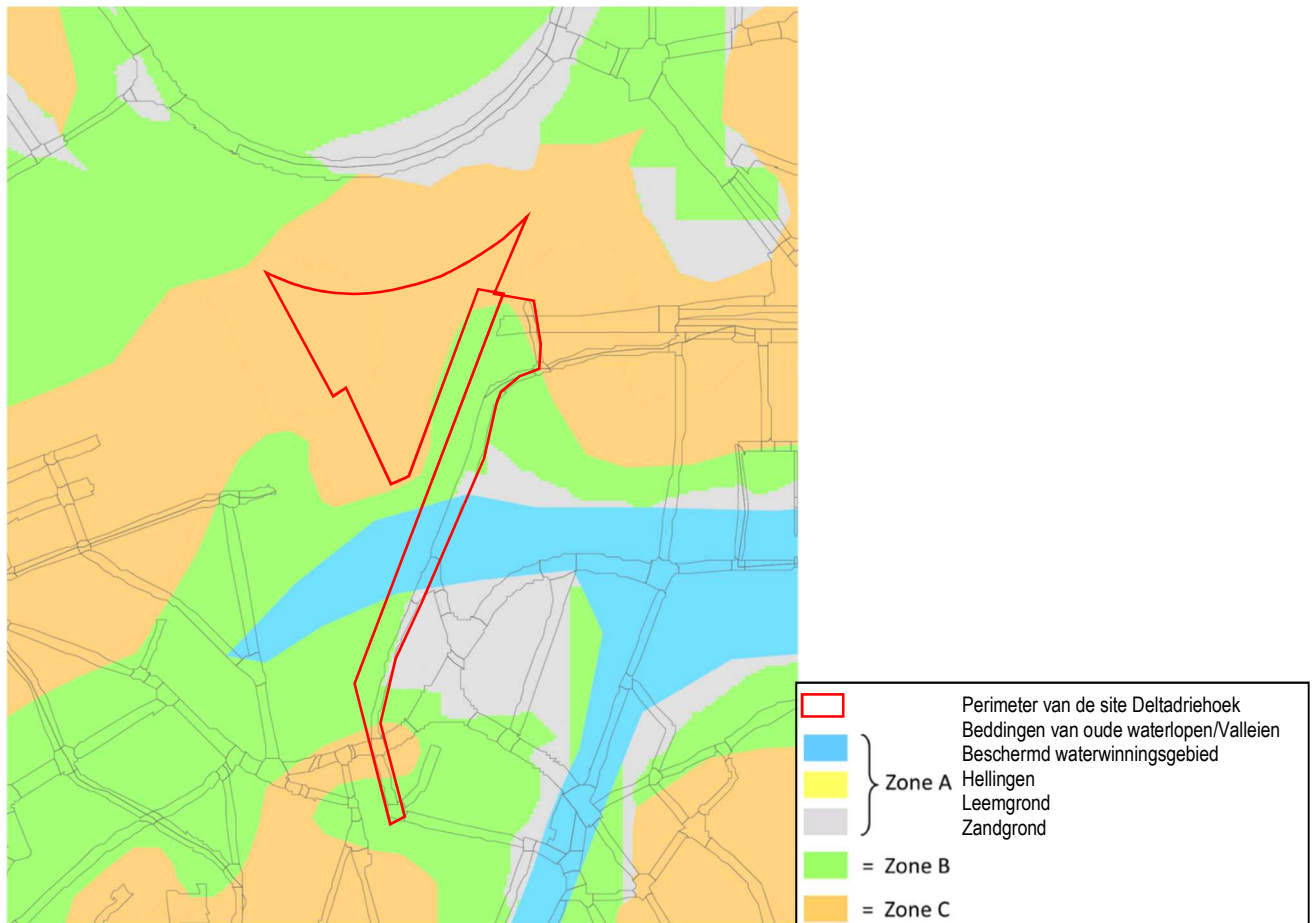 Perimeter van de site Deltadriehoek
Beddingen van oude waterlopen/Valleien
Beschermd waterwinningsgebied
Zone A
Hellingen
Leemgrond
Zandgrond
= Zone B
= Zone C